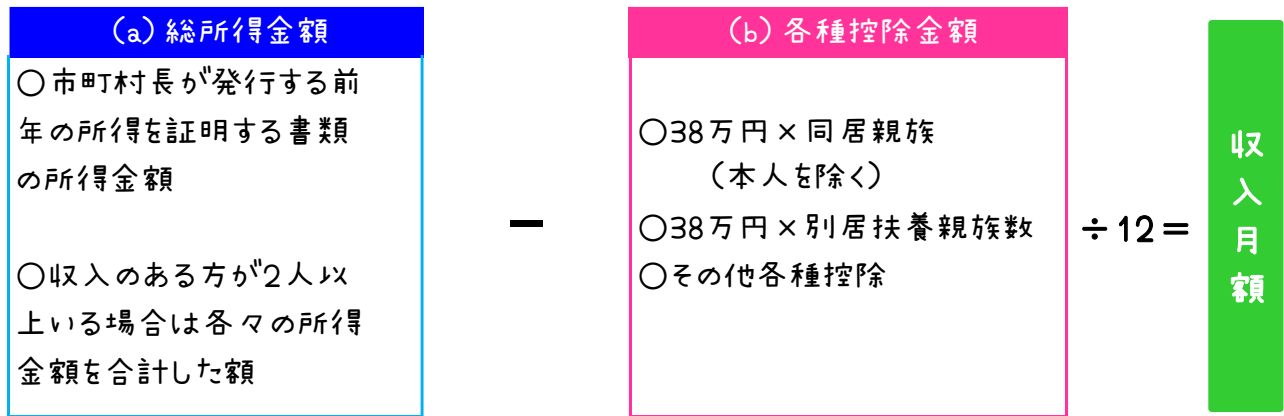 (a)総所得金額
○市町村長が発行する前
年の所得を証明する書類
の所得金額
○収入のある方が2人以
上いる場合は各々の所得
金額を合計した額
−
(b)各種控除金額
○38万円×同居親族
(本人を除く)
○38万円×別居扶養親族数
○その他各種控除
÷12=
収入月額